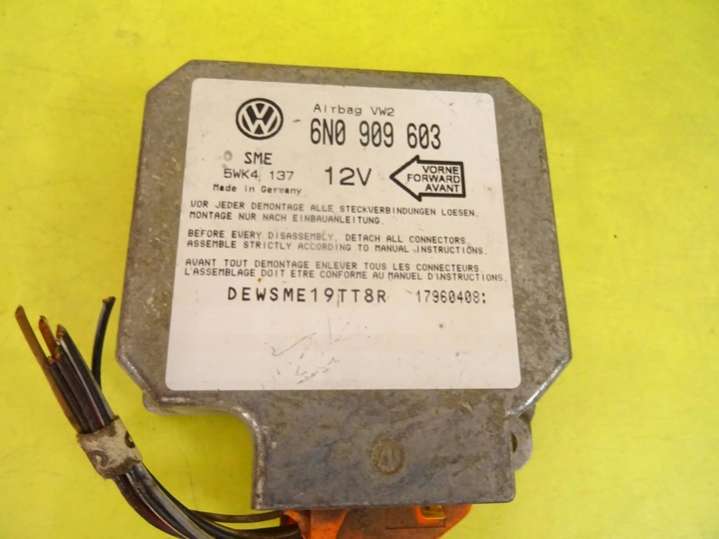 Airbag VW2
6N0 909 603
SME
5WK4 137
Made in Germany
12V
VORNE
FORWARD
AVANT
VOR JEDER DEMONTAGE ALLE STECKVERBINDUNGEN LOESEN.
MONTAGE NUR NACH EINBAUANLEITUNG.
BEFORE EVERY DISASSEMBLY, DETACH ALL CONNECTORS.
ASSEMBLE STRICTLY ACCORDING TO MANUAL INSTRUCTIONS.
AVANT TOUT DEMONTAGE ENLEVER TOUS LES CONNECTEURS.
L'ASSEMBLAGE DOIT ETRE CONFORME AU MANUEL D'INSTRUCTIONS.
DEWSME19TT8R 17960408: